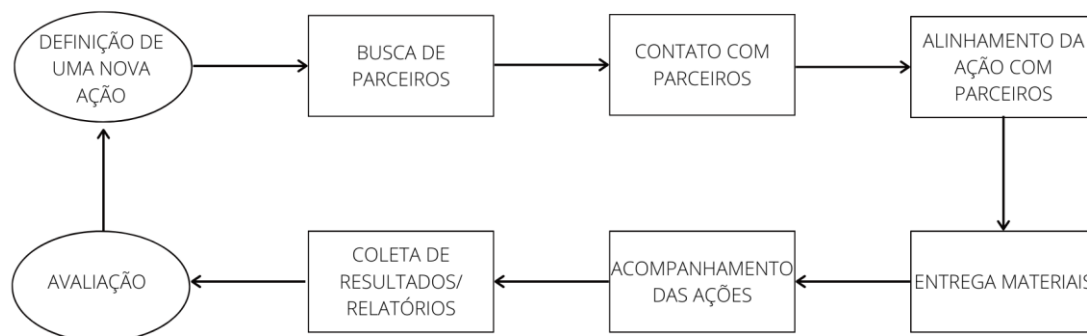 DEFINIÇÃO DE
UMA NOVA
AÇÃO
BUSCA DE
PARCEIROS
CONTATO COM
PARCEIROS
ALINHAMENTO DA
AÇÃO COM
PARCEIROS
AVALIAÇÃO
COLETA DE
RESULTADOS/
RELATÓRIOS
ACOMPANHAMENTO
DAS AÇÕES
ENTREGA MATERIAIS